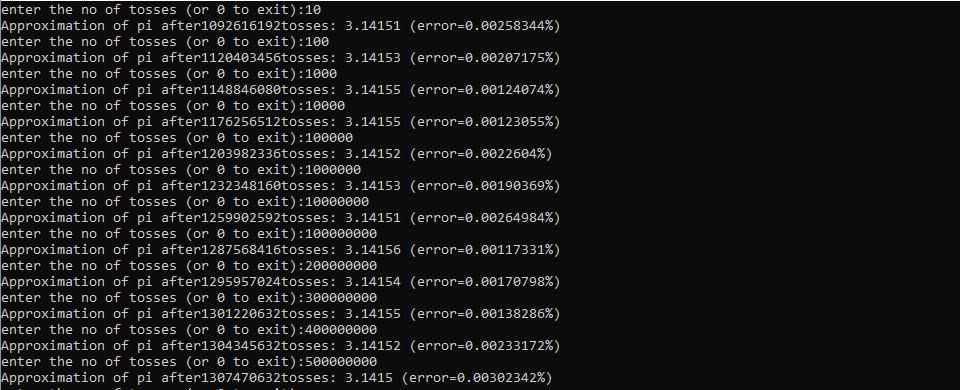 enter the no of tosses (or 0 to exit):10
Approximation of pi after1092616192tosses: 3.14151 (error=0.00258344%)
enter the no of tosses (or 0 to exit):100
Approximation of pi after1120403456tosses: 3.14153 (error=0.00207175%)
enter the no of tosses (or 0 to exit):1000
Approximation of pi after1148846080tosses: 3.14155 (error=0.00124074%)
enter the no of tosses (or 0 to exit):10000
Approximation of pi after1176256512tosses: 3.14155 (error=0.00123055%)
enter the no of tosses (or 0 to exit):100000
Approximation of pi after1203982336tosses: 3.14152 (error=0.0022604%)
enter the no of tosses (or 0 to exit):1000000
Approximation of pi after1232348160tosses: 3.14153 (error=0.00190369%)
enter the no of tosses (or 0 to exit):10000000
Approximation of pi after1259902592tosses: 3.14151 (error=0.00264984%)
enter the no of tosses (or 0 to exit):100000000
Approximation of pi after1287568416tosses: 3.14156 (error=0.00117331%)
enter the no of tosses (or 0 to exit):200000000
Approximation of pi after1295957024tosses: 3.14154 (error=0.00170798%)
enter the no of tosses (or 0 to exit):300000000
Approximation of pi after1301220632tosses: 3.14155 (error=0.00138286%)
enter the no of tosses (or 0 to exit):400000000
Approximation of pi after1304345632tosses: 3.14152 (error=0.00233172%)
enter the no of tosses (or 0 to exit):500000000
Approximation of pi after1307470632tosses: 3.1415 (error=0.00302342%)